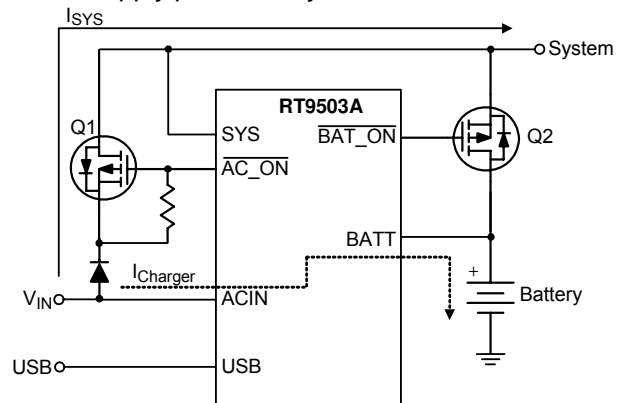 ISYS
System
RT9503A
Q1
SYS
BAT_ON
Q2
AC_ON
BATT
ICharger
+
VIN
ACIN
Battery
USB
USB